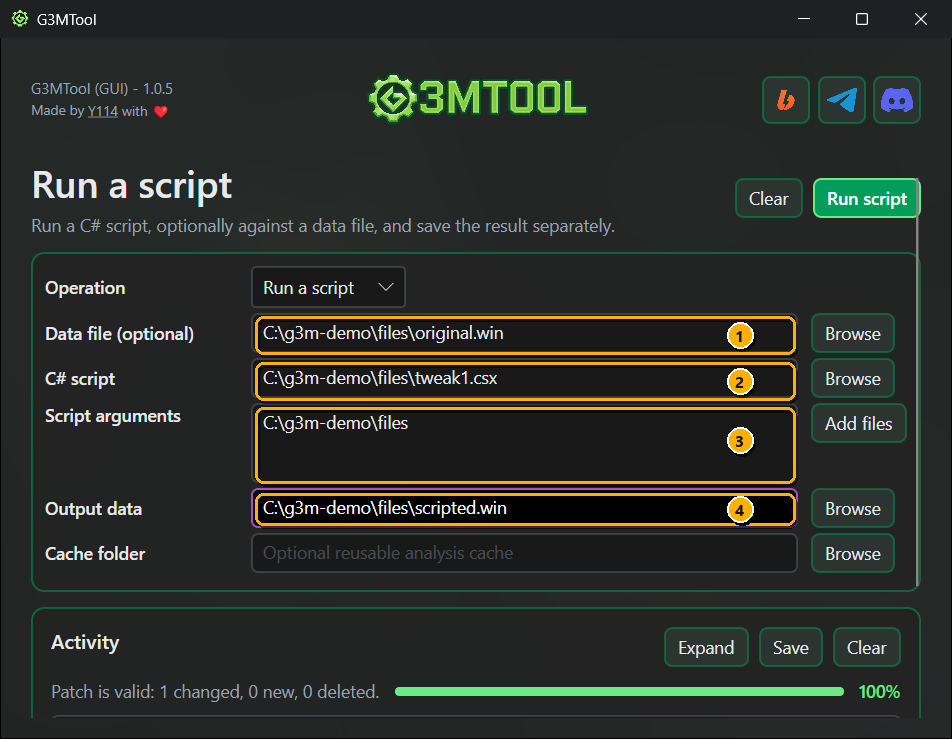 G3MTool
G3MTool (GUI) - 1.0.5
Made by Y114 with ❤️
G3MTOOL
Run a script
Clear
Run script
Run a C# script, optionally against a data file, and save the result separately.
Operation
Run a script
Data file (optional)
C:\g3m-demo\files\original.win
1
Browse
C# script
C:\g3m-demo\files\tweak1.csx
2
Browse
Script arguments
C:\g3m-demo\files
3
Add files
Output data
C:\g3m-demo\files\scripted.win
4
Browse
Cache folder
Optional reusable analysis cache
Browse
Activity
Expand
Save
Clear
Patch is valid: 1 changed, 0 new, 0 deleted.
100%